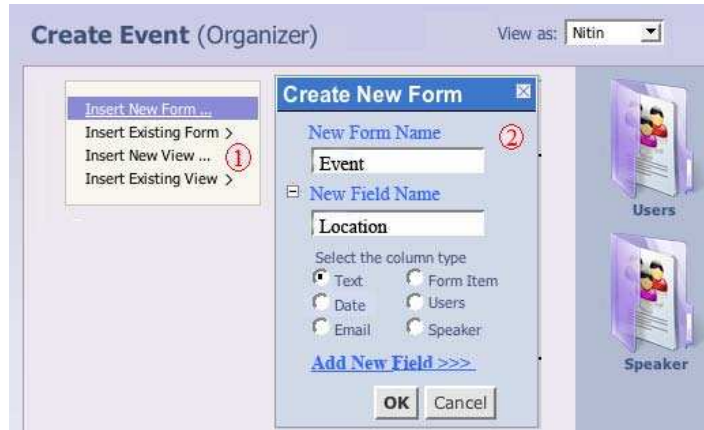 Create Event (Organizer)
View as: Nitin
Insert New Form ...
Insert Existing Form >
Insert New View ...
Insert Existing View >
1
Create New Form
2
New Form Name
Event
New Field Name
Location
Select the column type
Text Form Item
Date Users
Email Speaker
Add New Field >>>
OK Cancel
Users
Speaker